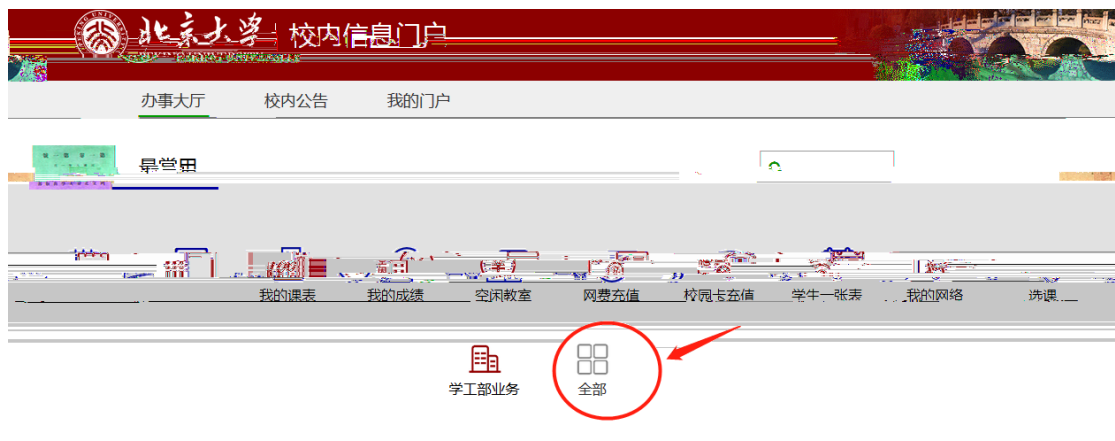 北京大学 校内信息门户
办事大厅 校内公告 我的门户
最常用
我的课表 我的成绩 空闲教室 网费充值 校园卡充值 学生一张表 我的网络 选课
学工部业务 全部